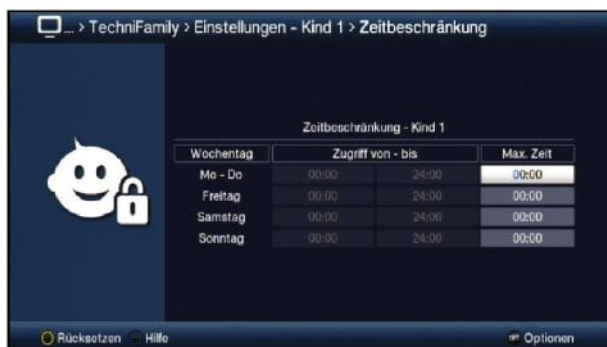 ... > TechniFamily > Einstellungen - Kind 1 > Zeitbeschränkung
Zeitbeschränkung - Kind 1
Wochentag Zugriff von - bis Max. Zeit
Mo - Do 00:00 24:00 00:00
Freitag 00:00 24:00 00:00
Samstag 00:00 24:00 00:00
Sonntag 00:00 24:00 00:00
Rücksetzen Hilfe OPT Optionen